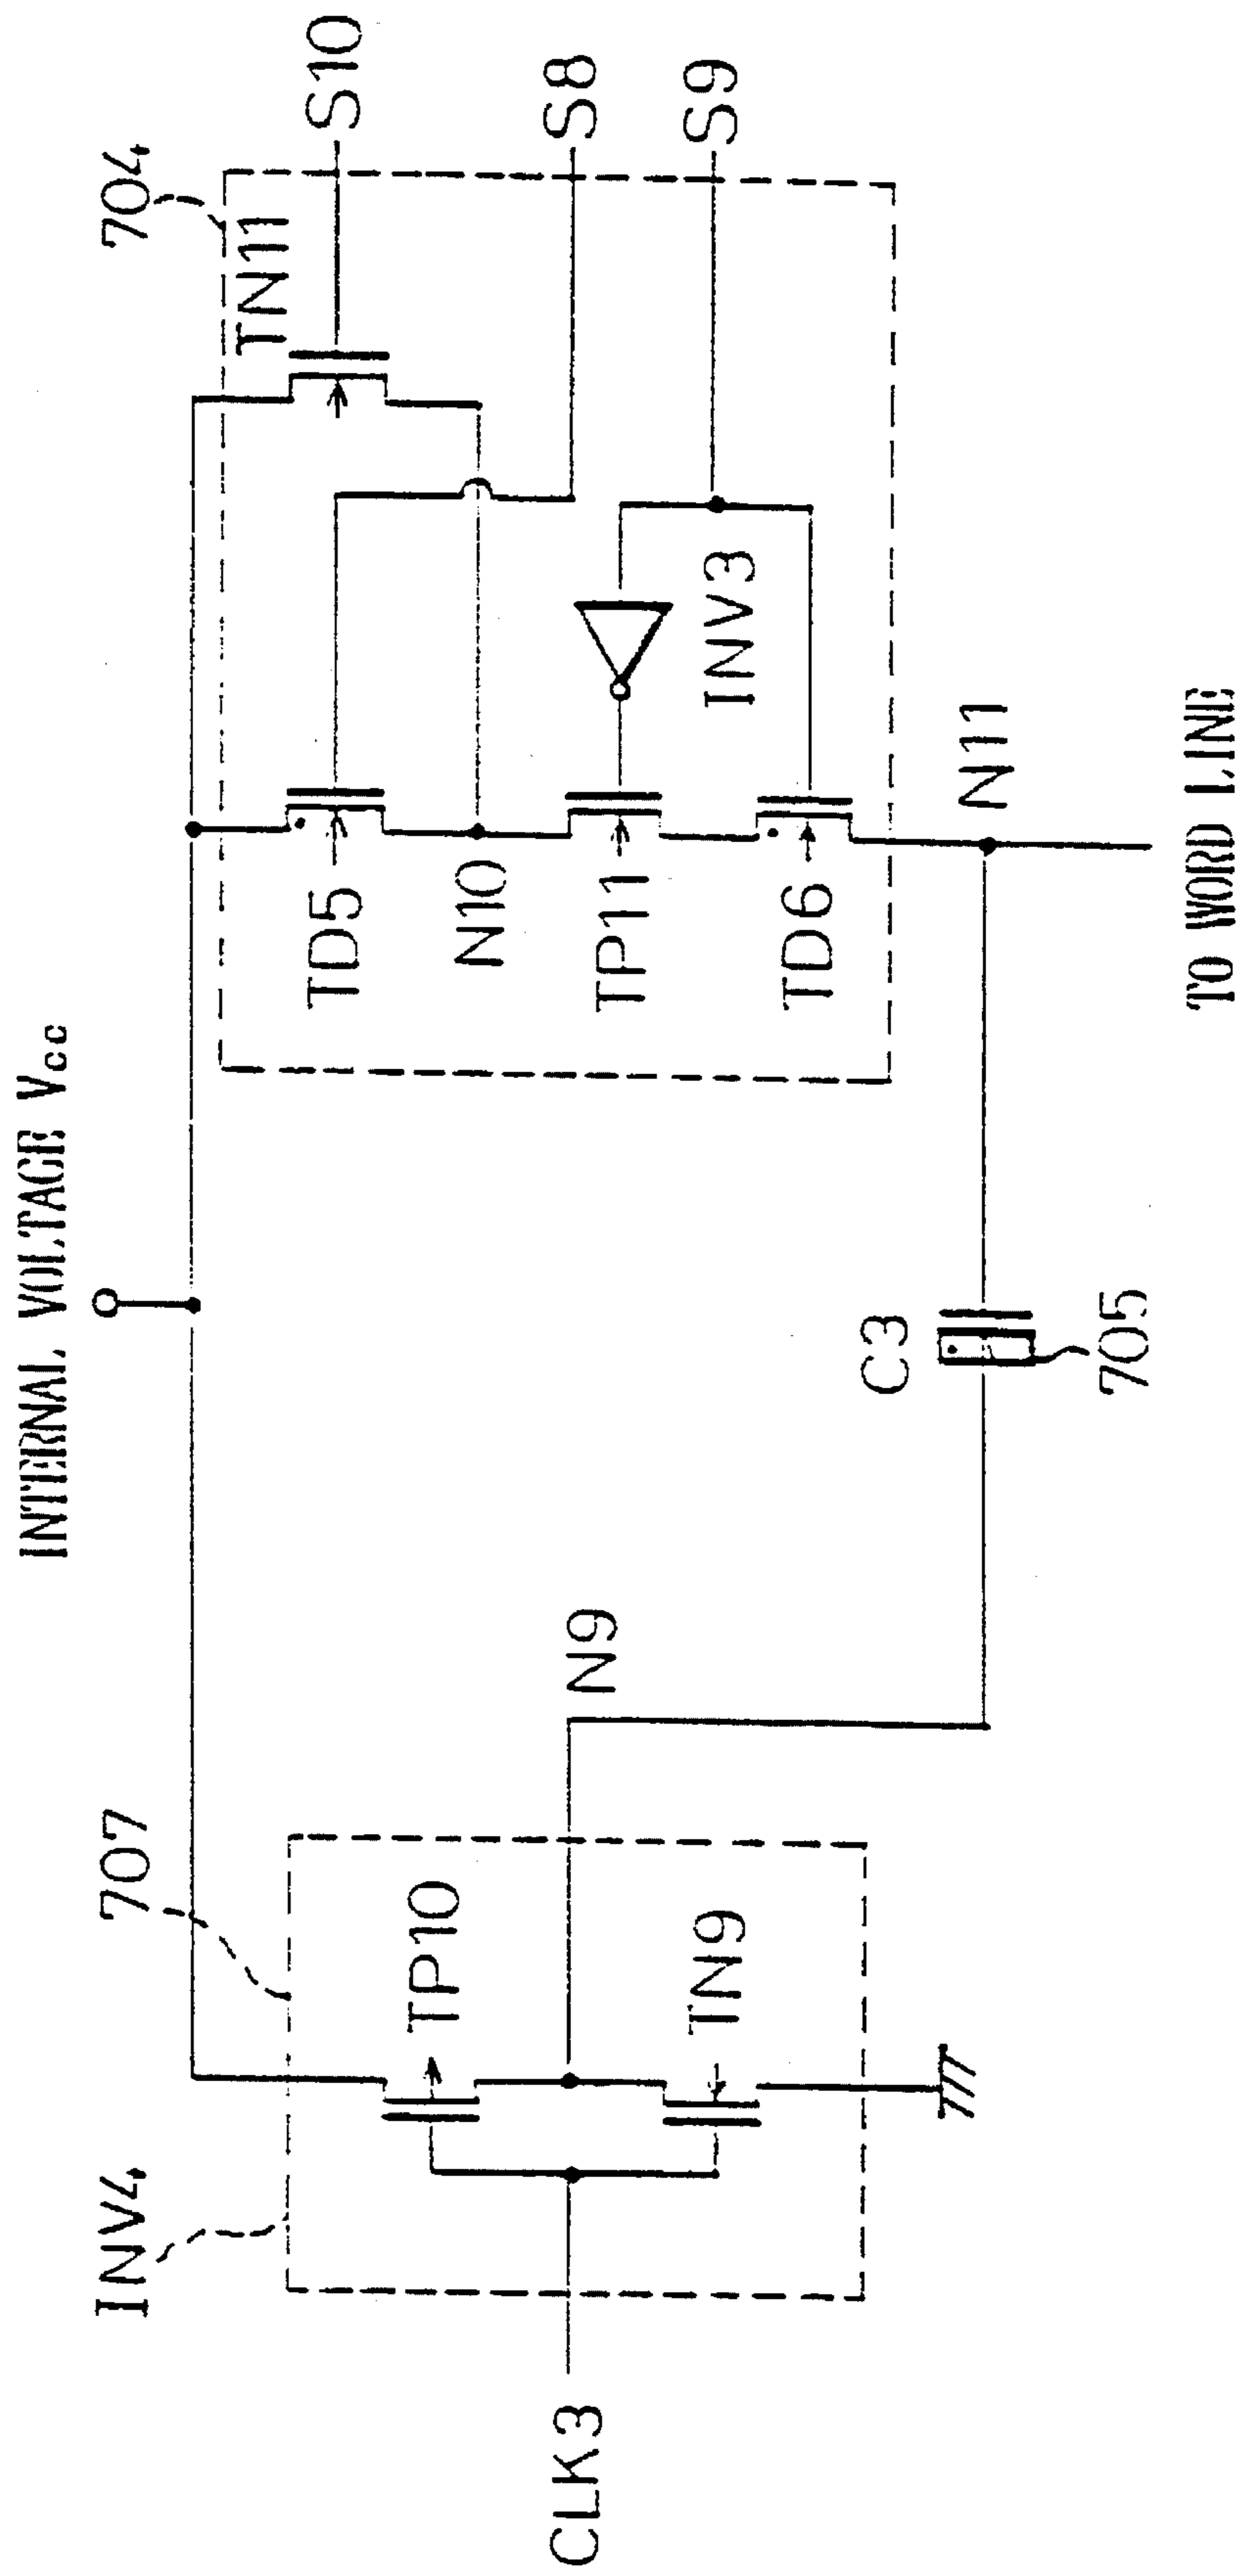 INTERNAL VOLTAGE Vcc
INV4
707
704
TN11
S10
TP10
TD5
S8
N10
CLK3
N9
TP11
S9
INV3
TN9
TD6
C3
N11
705
TO WORD LINE